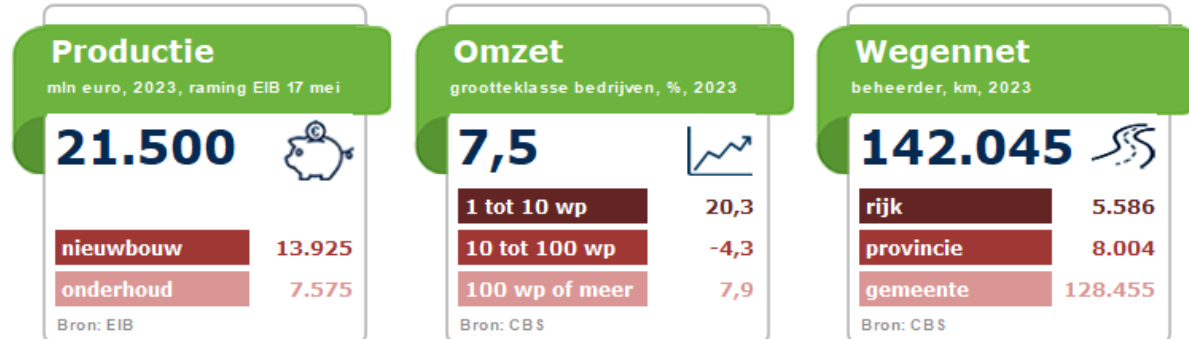 Productie
mln euro, 2023, raming EIB 17 mei
21.500
€
nieuwbouw 13.925
onderhoud 7.575
Bron: EIB
Omzet
grootteklasse bedrijven, %, 2023
7,5
1 tot 10 wp 20,3
10 tot 100 wp -4,3
100 wp of meer 7,9
Bron: CBS
Wegennet
beheerder, km, 2023
142.045
rijk 5.586
provincie 8.004
gemeente 128.455
Bron: CBS